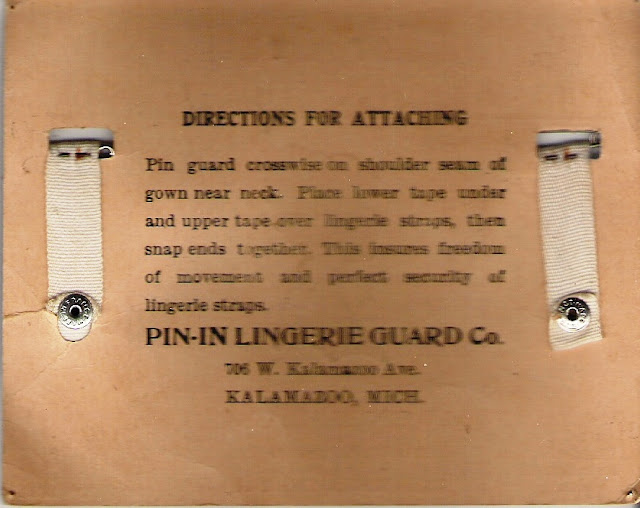 DIRECTIONS FOR ATTACHING
Pin guard crosswise on shoulder seam of
gown near neck. Place lower tape under
and upper tape over lingerie straps, then
snap ends together. This insures freedom
of movement and perfect security of
lingerie straps.
PIN-IN LINGERIE GUARD Co.
706 W. Kalamazoo Ave.
KALAMAZOO, MICH.